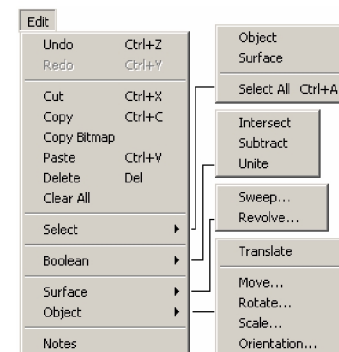 Edit
Undo Ctrl+Z
Redo Ctrl+Y
Cut Ctrl+X
Copy Ctrl+C
Copy Bitmap
Paste Ctrl+V
Delete Del
Clear All
Select
Boolean
Surface
Object
Notes
Object
Surface
Select All Ctrl+A
Intersect
Subtract
Unite
Sweep...
Revolve...
Translate
Move...
Rotate...
Scale...
Orientation...